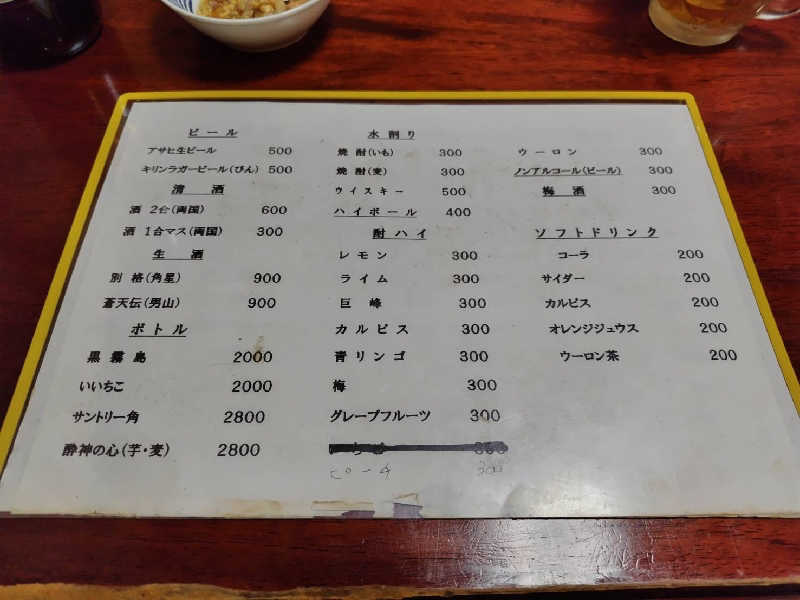 ビール
アサヒ生ビール 500
キリンラガービール(びん) 500
清酒
酒 2合(両国) 600
酒 1合マス(両国) 300
生酒
別格(角星) 900
蒼天伝(男山) 900
ボトル
黒霧島 2000
いいちこ 2000
サントリー角 2800
酔神の心(芋・麦) 2800
水割り
焼酎(いも) 300
焼酎(麦) 300
ウイスキー 500
ハイボール 400
酎ハイ
レモン 300
ライム 300
巨峰 300
カルピス 300
青リンゴ 300
梅 300
グレープフルーツ 300
300
ピーチ 300
ウーロン 300
ノンアルコール(ビール) 300
梅酒 300
ソフトドリンク
コーラ 200
サイダー 200
カルピス 200
オレンジジュウス 200
ウーロン茶 200